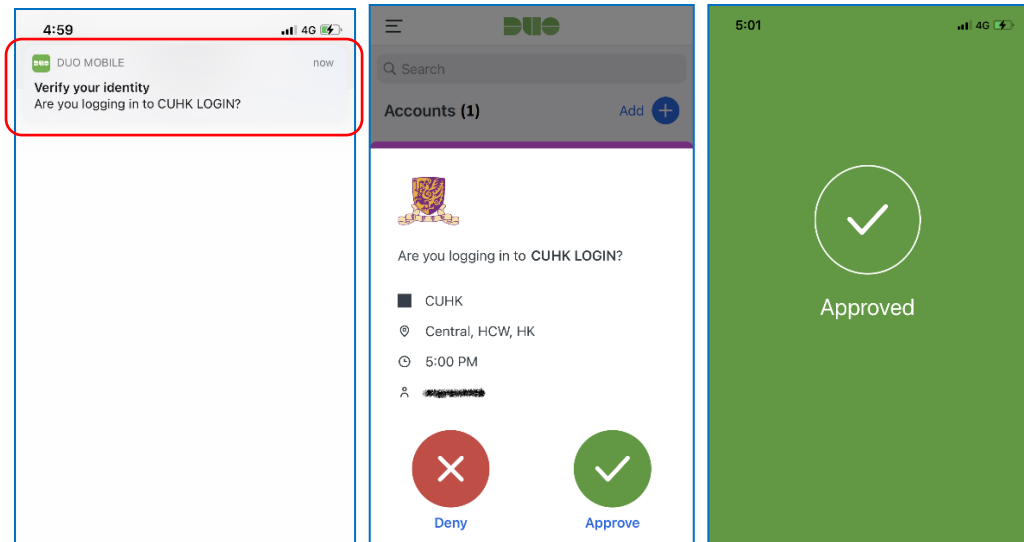 4:59
4G
DUO
DUO MOBILE
now
Verify your identity
Are you logging in to CUHK LOGIN?
DUO
Search
Accounts (1)
Add
Are you logging in to CUHK LOGIN?
CUHK
Central, HCW, HK
5:00 PM
Deny
Approve
5:01
4G
Approved